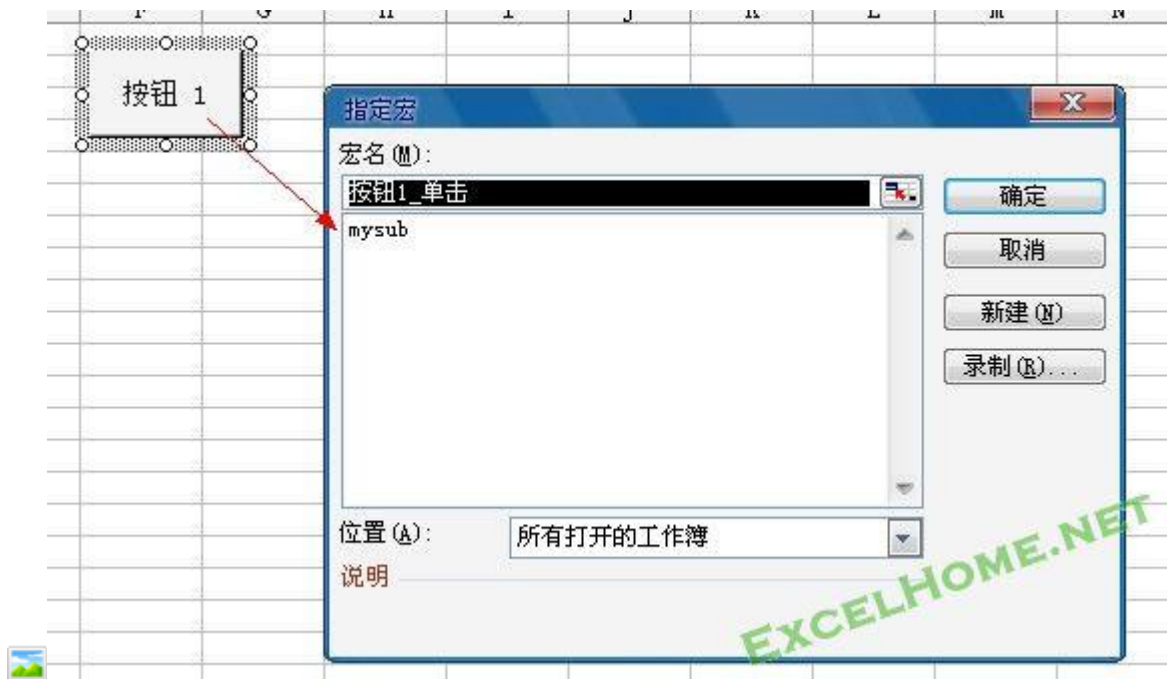 H I J K L M N
按钮 1
指定宏
宏名(M):
按钮1_单击
确定
mysub
取消
新建(N)
录制(R)...
位置(A):
所有打开的工作簿
说明
EXCELHOME.NET